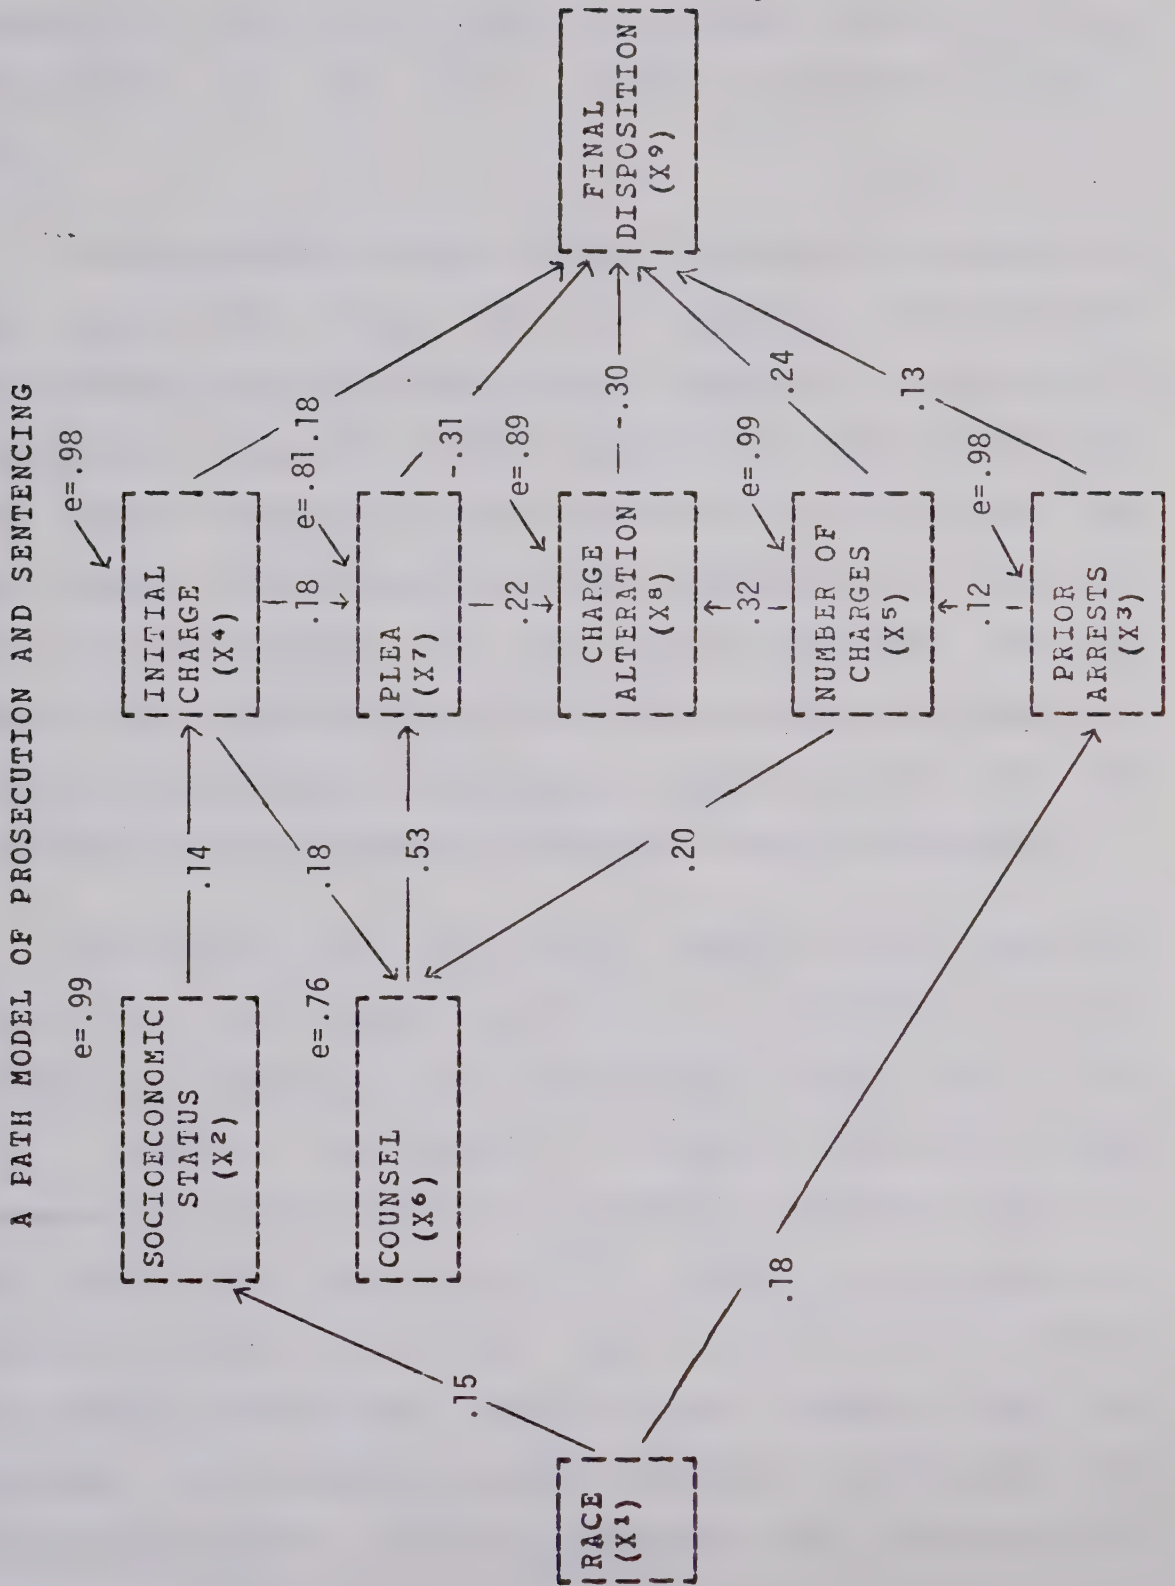 A PATH MODEL OF PROSECUTION AND SENTENCING
e=.99
e=.98
SOCIOECONOMIC
STATUS
(X²)
.14
INITIAL
CHARGE
(X⁴)
.18
.15
.18
.18
e=.76
e=.81
COUNSEL
(X⁶)
.53
PLEA
(X⁷)
-.31
.22
e=.89
RACE
(X¹)
CHARGE
ALTERATION
(X⁸)
-.30
FINAL
DISPOSITION
(X⁹)
.20
.32
e=.99
.24
NUMBER OF
CHARGES
(X⁵)
.18
.12
e=.98
.13
PRIOR
ARRESTS
(X³)